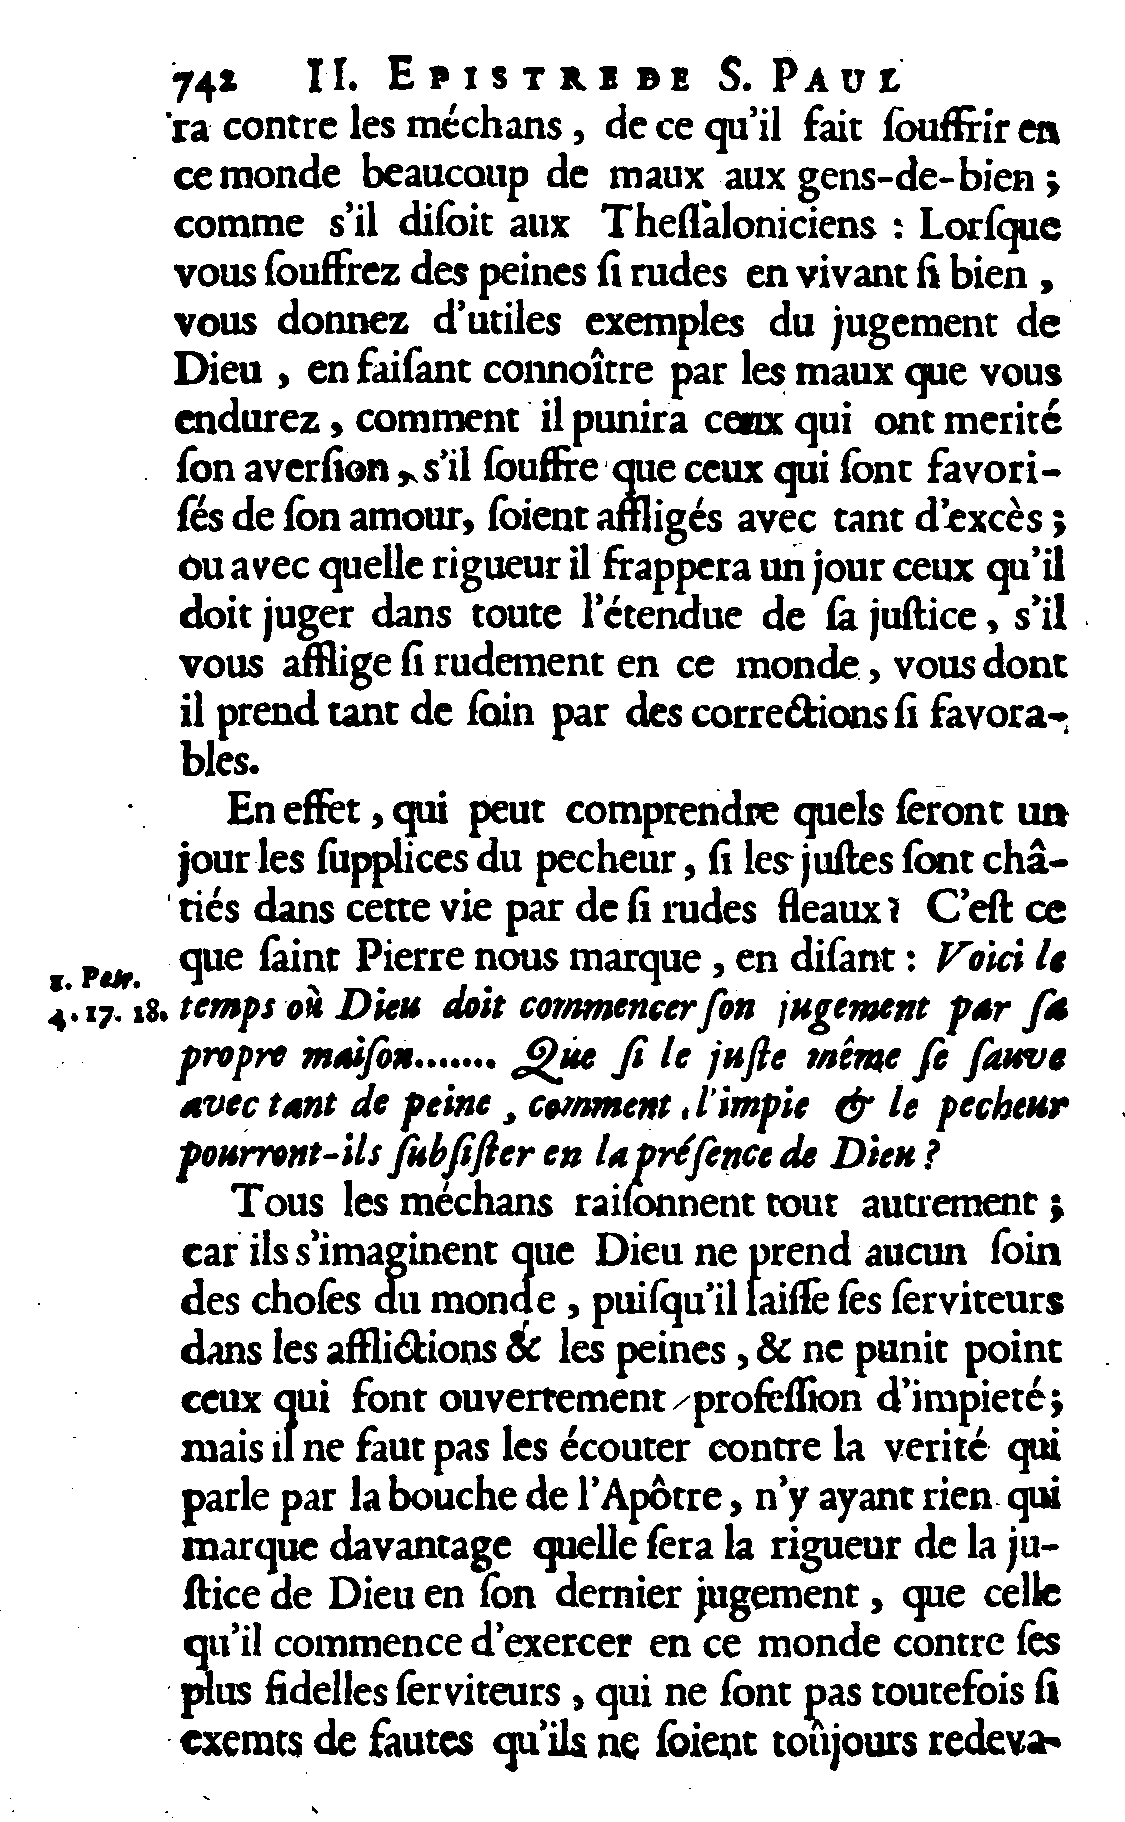 742 II. EPISTRE DE S. PAUL
ra contre les méchans, de ce qu'il fait ſouffrir en
ce monde beaucoup de maux aux gens-de-bien ;
comme s'il diſoit aux Theſſaloniciens : Lorſque
vous ſouffrez des peines ſi rudes en vivant ſi bien,
vous donnez d'utiles exemples du jugement de
Dieu, en faiſant connoître par les maux que vous
endurez, comment il punira ceux qui ont merité
ſon averſion, s'il ſouffre que ceux qui ſont favori-
ſés de ſon amour, ſoient affligés avec tant d'excès ;
ou avec quelle rigueur il frappera un jour ceux qu'il
doit juger dans toute l'étendue de ſa juſtice, s'il
vous afflige ſi rudement en ce monde, vous dont
il prend tant de ſoin par des corrections ſi favora-
bles.
En effet, qui peut comprendre quels ſeront un
jour les ſupplices du pecheur, ſi les juſtes ſont châ-
tiés dans cette vie par de ſi rudes fleaux ? C'eſt ce
que ſaint Pierre nous marque, en diſant : Voici le
1. Petr.
4. 17. 18.
temps où Dieu doit commencer ſon jugement par ſa
propre maiſon....... Que ſi le juſte même ſe ſauve
avec tant de peine, comment l'impie & le pecheur
pourront-ils ſubſiſter en la préſence de Dieu ?
Tous les méchans raiſonnent tout autrement ;
car ils s'imaginent que Dieu ne prend aucun ſoin
des choſes du monde, puiſqu'il laiſſe ſes ſerviteurs
dans les afflictions & les peines, & ne punit point
ceux qui font ouvertement profeſſion d'impieté ;
mais il ne faut pas les écouter contre la verité qui
parle par la bouche de l'Apôtre, n'y ayant rien qui
marque davantage quelle ſera la rigueur de la ju-
ſtice de Dieu en ſon dernier jugement, que celle
qu'il commence d'exercer en ce monde contre ſes
plus fidelles ſerviteurs, qui ne ſont pas toutefois ſi
exemts de fautes qu'ils ne ſoient toûjours redeva-